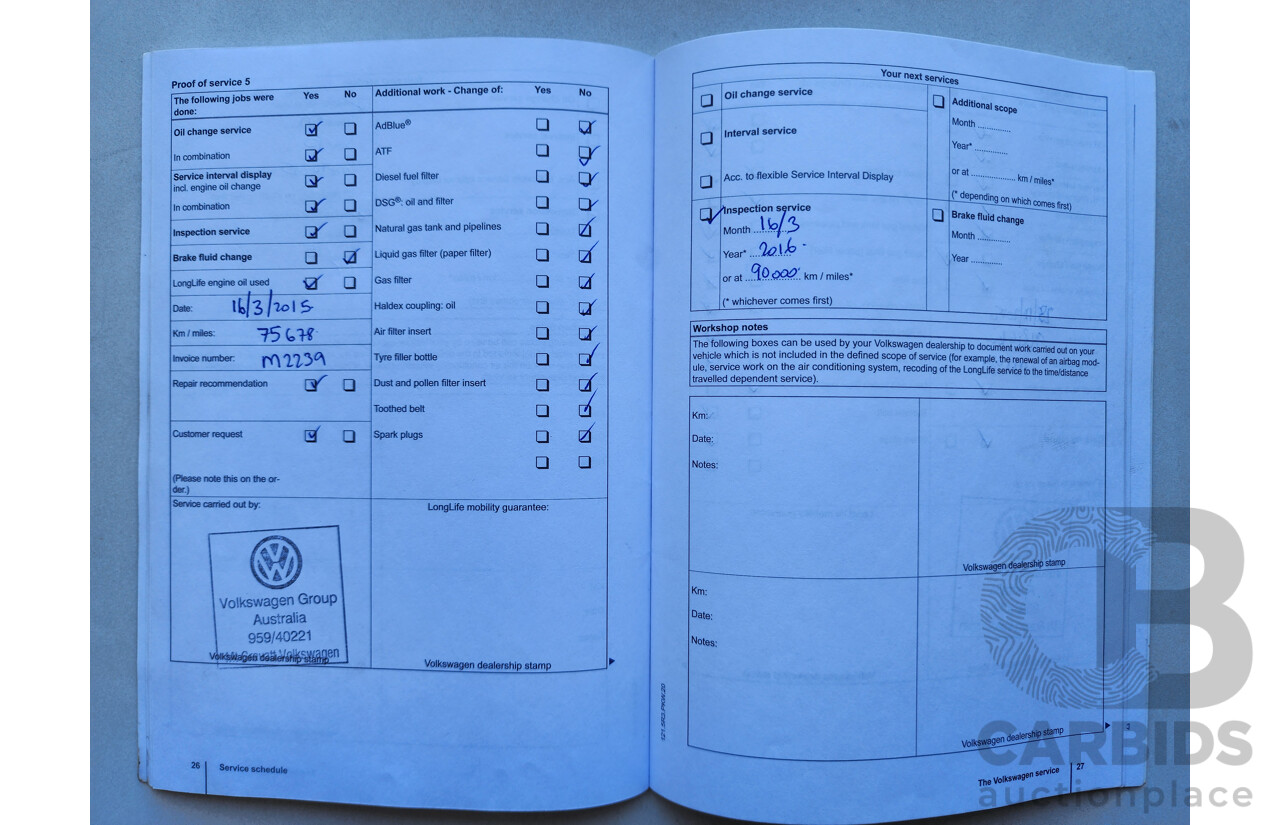 Proof of service 5
The following jobs were done: Yes No
Oil change service
In combination
Service interval display
incl. engine oil change
In combination
Inspection service
Brake fluid change
LongLife engine oil used
Date: 16/3/2015
Km / miles: 75678
Invoice number: M2239
Repair recommendation
Customer request
(Please note this on the or-
der.)
Service carried out by:
Volkswagen Group
Australia
959/40221
Volkswagen dealership stamp
Additional work - Change of: Yes No
AdBlue®
ATF
Diesel fuel filter
DSG®: oil and filter
Natural gas tank and pipelines
Liquid gas filter (paper filter)
Gas filter
Haldex coupling: oil
Air filter insert
Tyre filler bottle
Dust and pollen filter insert
Toothed belt
Spark plugs
LongLife mobility guarantee:
Volkswagen dealership stamp
26 Service schedule
Your next services
Oil change service
Interval service
Acc. to flexible Service Interval Display
Inspection service
Month 16/3
Year* 2016
or at 90000 km / miles*
(* whichever comes first)
Additional scope
Month ............
Year* ............
or at ................ km / miles*
(* depending on which comes first)
Brake fluid change
Month ............
Year ............
Workshop notes
The following boxes can be used by your Volkswagen dealership to document work carried out on your
vehicle which is not included in the defined scope of service (for example, the renewal of an airbag mod-
ule, service work on the air conditioning system, recoding of the LongLife service to the time/distance
travelled dependent service).
Km:
Date:
Notes:
Volkswagen dealership stamp
Km:
Date:
Notes:
Volkswagen dealership stamp
The Volkswagen service 27
CARBIDS
auctionplace